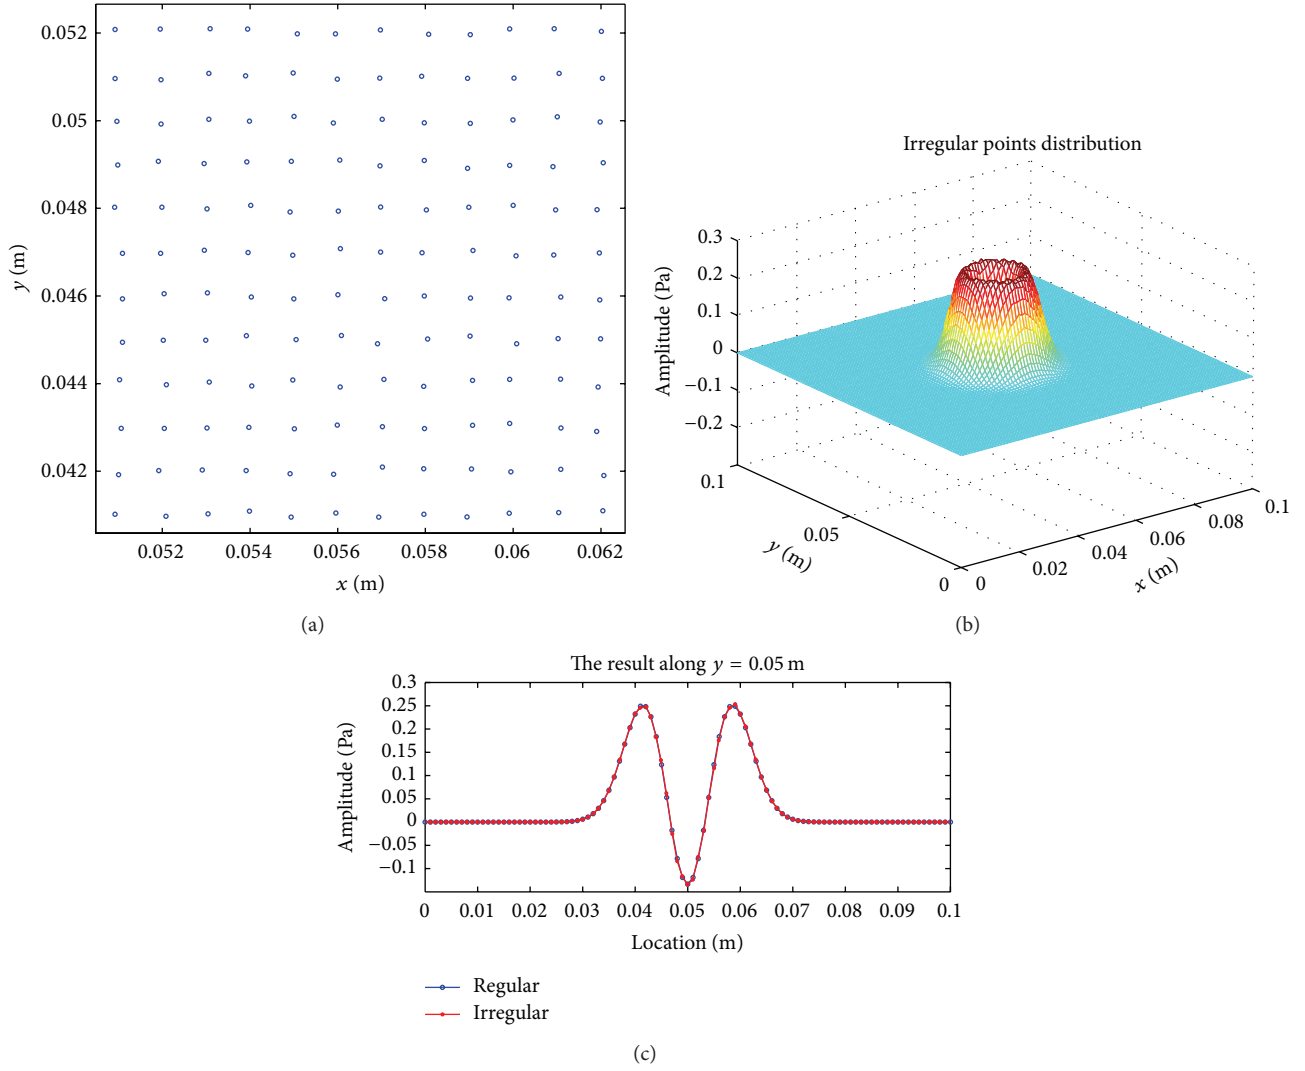 0.052
0.05
0.048
0.046
0.044
0.042
y (m)
0.052 0.054 0.056 0.058 0.06 0.062
x (m)
(a)
Irregular points distribution
0.3
0.2
0.1
0
−0.1
−0.2
Amplitude (Pa)
0.1
0.05
0
y (m)
0
0.02
0.04
0.06
0.08
0.1
x (m)
(b)
The result along y = 0.05 m
0.3
0.25
0.2
0.15
0.1
0.05
0
−0.05
−0.1
Amplitude (Pa)
0 0.01 0.02 0.03 0.04 0.05 0.06 0.07 0.08 0.09 0.1
Location (m)
Regular
Irregular
(c)